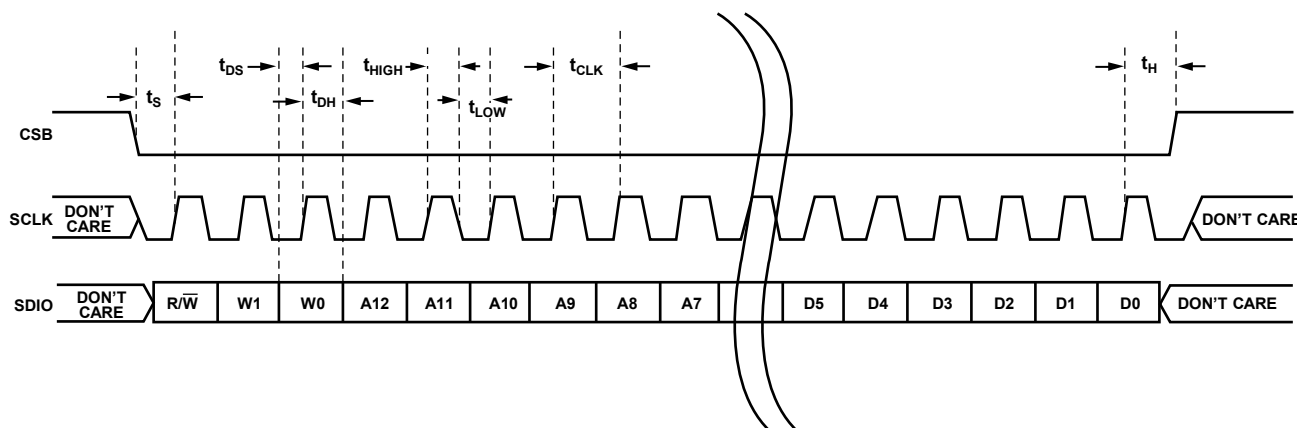 tDS
tHIGH
tCLK
tH
tS
tDH
tLOW
CSB
SCLK
DON'T CARE
DON'T CARE
SDIO
DON'T CARE
R/W̅
W1
W0
A12
A11
A10
A9
A8
A7
D5
D4
D3
D2
D1
D0
DON'T CARE